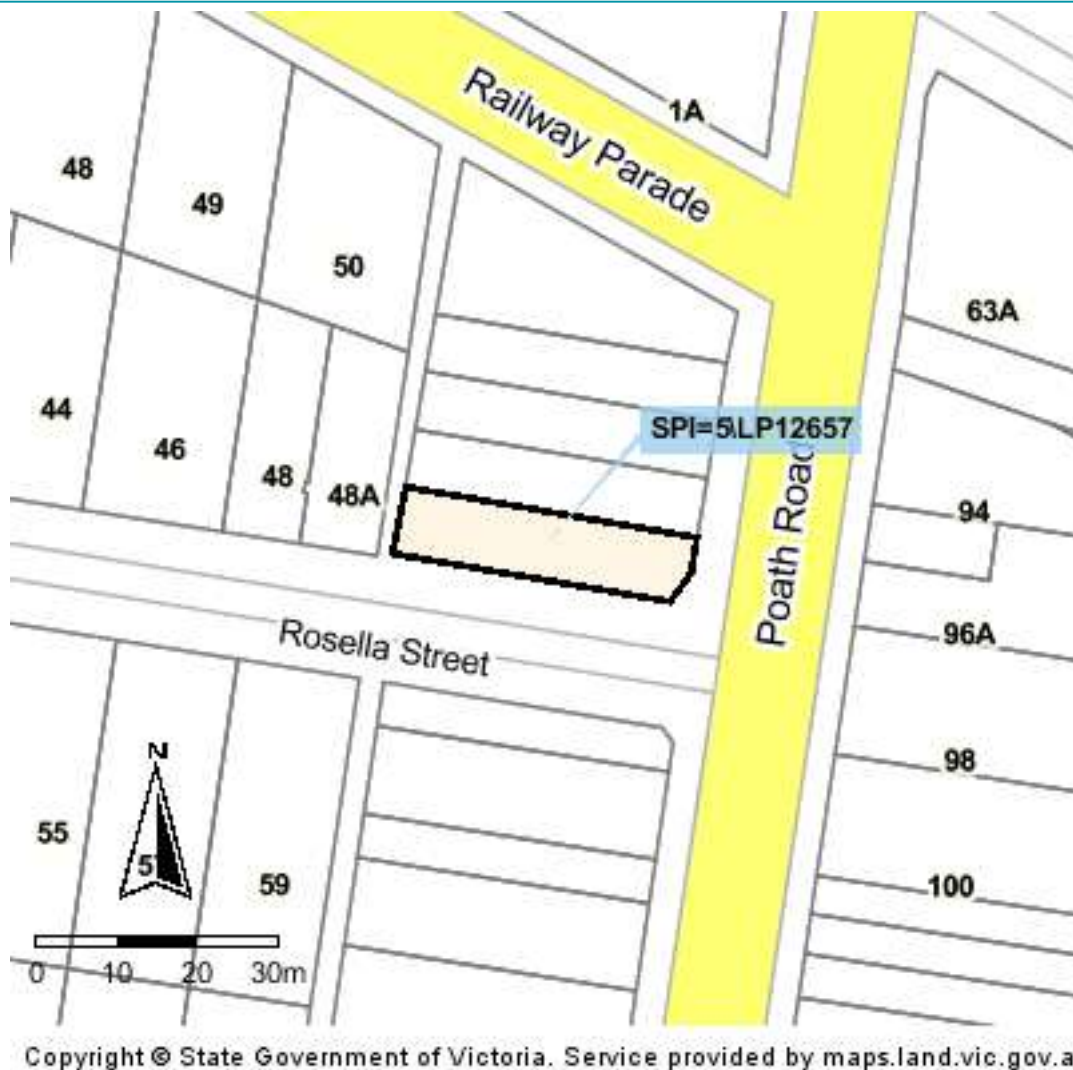 1A
Railway Parade
48
49
50
63A
44
46
48
48A
SPI=5\LP12657
94
Poath Road
96A
Rosella Street
98
N
55
5
59
100
0 10 20 30m
Copyright © State Government of Victoria. Service provided by maps.land.vic.gov.a